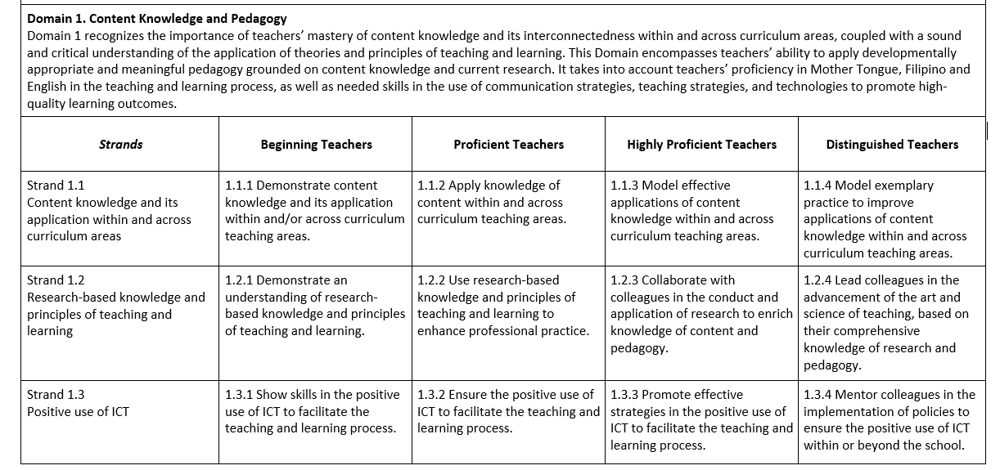 Domain 1. Content Knowledge and Pedagogy
Domain 1 recognizes the importance of teachers’ mastery of content knowledge and its interconnectedness within and across curriculum areas, coupled with a sound
and critical understanding of the application of theories and principles of teaching and learning. This Domain encompasses teachers’ ability to apply developmentally
appropriate and meaningful pedagogy grounded on content knowledge and current research. It takes into account teachers’ proficiency in Mother Tongue, Filipino and
English in the teaching and learning process, as well as needed skills in the use of communication strategies, teaching strategies, and technologies to promote high-
quality learning outcomes.
Strands
Beginning Teachers
Proficient Teachers
Highly Proficient Teachers
Distinguished Teachers
Strand 1.1
Content knowledge and its
application within and across
curriculum areas
1.1.1 Demonstrate content
knowledge and its application
within and/or across curriculum
teaching areas.
1.1.2 Apply knowledge of
content within and across
curriculum teaching areas.
1.1.3 Model effective
applications of content
knowledge within and across
curriculum teaching areas.
1.1.4 Model exemplary
practice to improve
applications of content
knowledge within and across
curriculum teaching areas.
Strand 1.2
Research-based knowledge and
principles of teaching and
learning
1.2.1 Demonstrate an
understanding of research-
based knowledge and principles
of teaching and learning.
1.2.2 Use research-based
knowledge and principles of
teaching and learning to
enhance professional practice.
1.2.3 Collaborate with
colleagues in the conduct and
application of research to enrich
knowledge of content and
pedagogy.
1.2.4 Lead colleagues in the
advancement of the art and
science of teaching, based on
their comprehensive
knowledge of research and
pedagogy.
Strand 1.3
Positive use of ICT
1.3.1 Show skills in the positive
use of ICT to facilitate the
teaching and learning process.
1.3.2 Ensure the positive use of
ICT to facilitate the teaching and
learning process.
1.3.3 Promote effective
strategies in the positive use of
ICT to facilitate the teaching and
learning process.
1.3.4 Mentor colleagues in the
implementation of policies to
ensure the positive use of ICT
within or beyond the school.